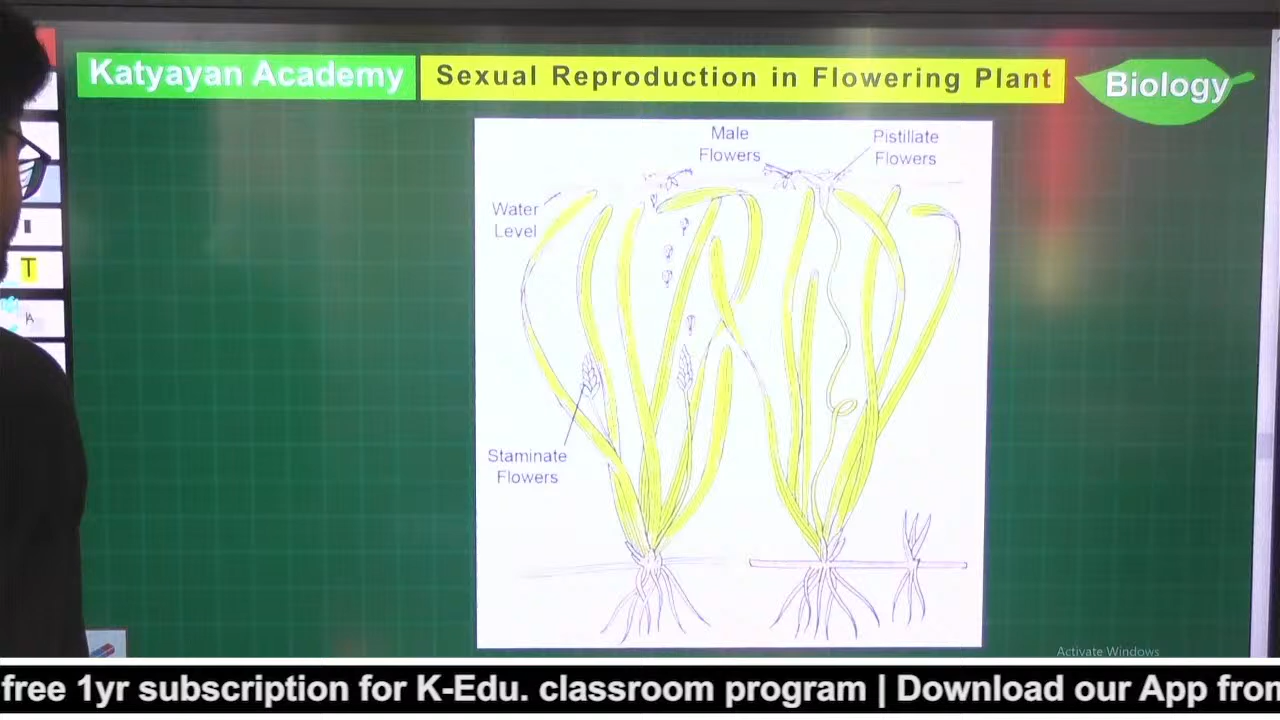 Katyayan Academy
Sexual Reproduction in Flowering Plant
Biology
Male
Flowers
Pistillate
Flowers
Water
Level
Staminate
Flowers
T
A
Activate Windows
free 1yr subscription for K-Edu. classroom program | Download our App from